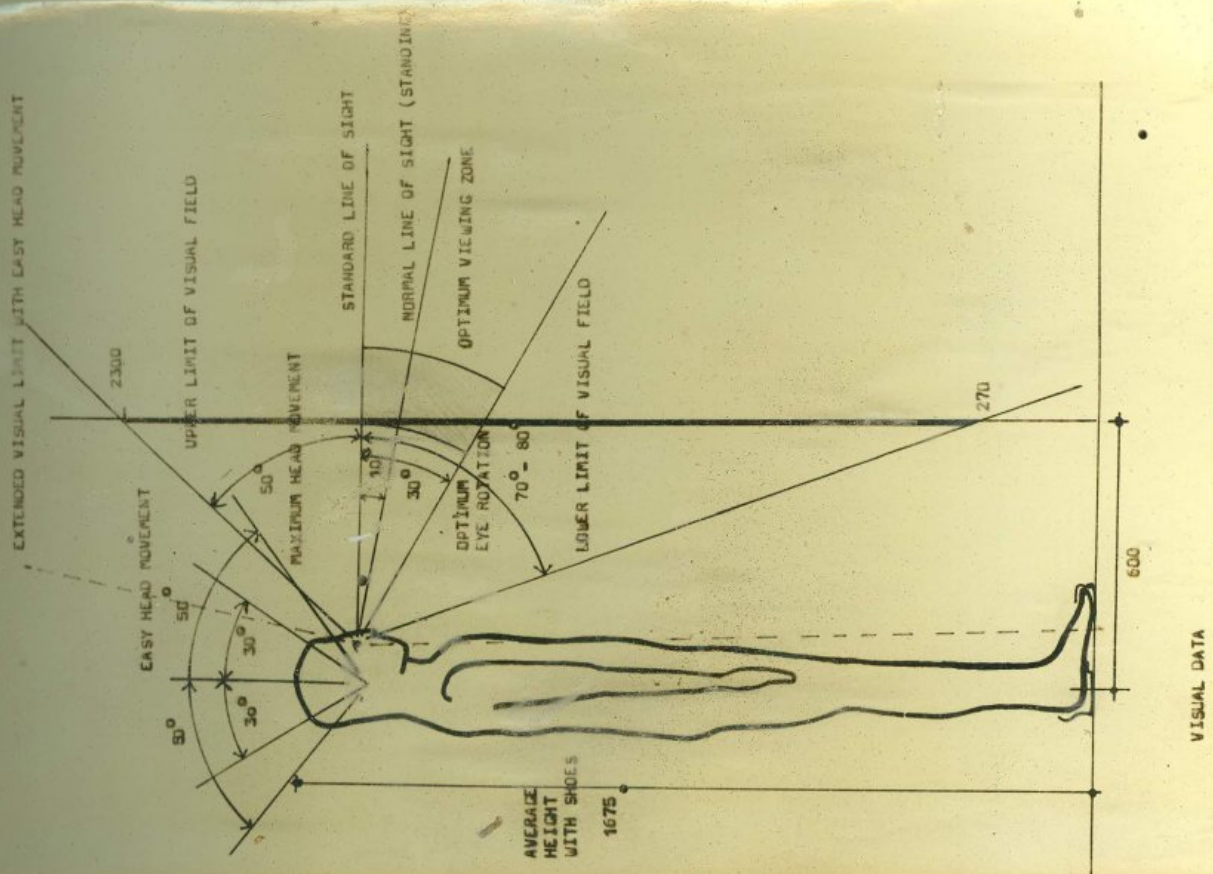 EXTENDED VISUAL LIMIT WITH EASY HEAD MOVEMENT
2300
UPPER LIMIT OF VISUAL FIELD
EASY HEAD MOVEMENT
50°
50°
30°
30°
50°
MAXIMUM HEAD MOVEMENT
STANDARD LINE OF SIGHT
NORMAL LINE OF SIGHT (STANDING)
10°
30°
OPTIMUM VIEWING ZONE
OPTIMUM
EYE ROTATION
70°- 80°
LOWER LIMIT OF VISUAL FIELD
270
600
AVERAGE
HEIGHT
WITH SHOES
1675
VISUAL DATA